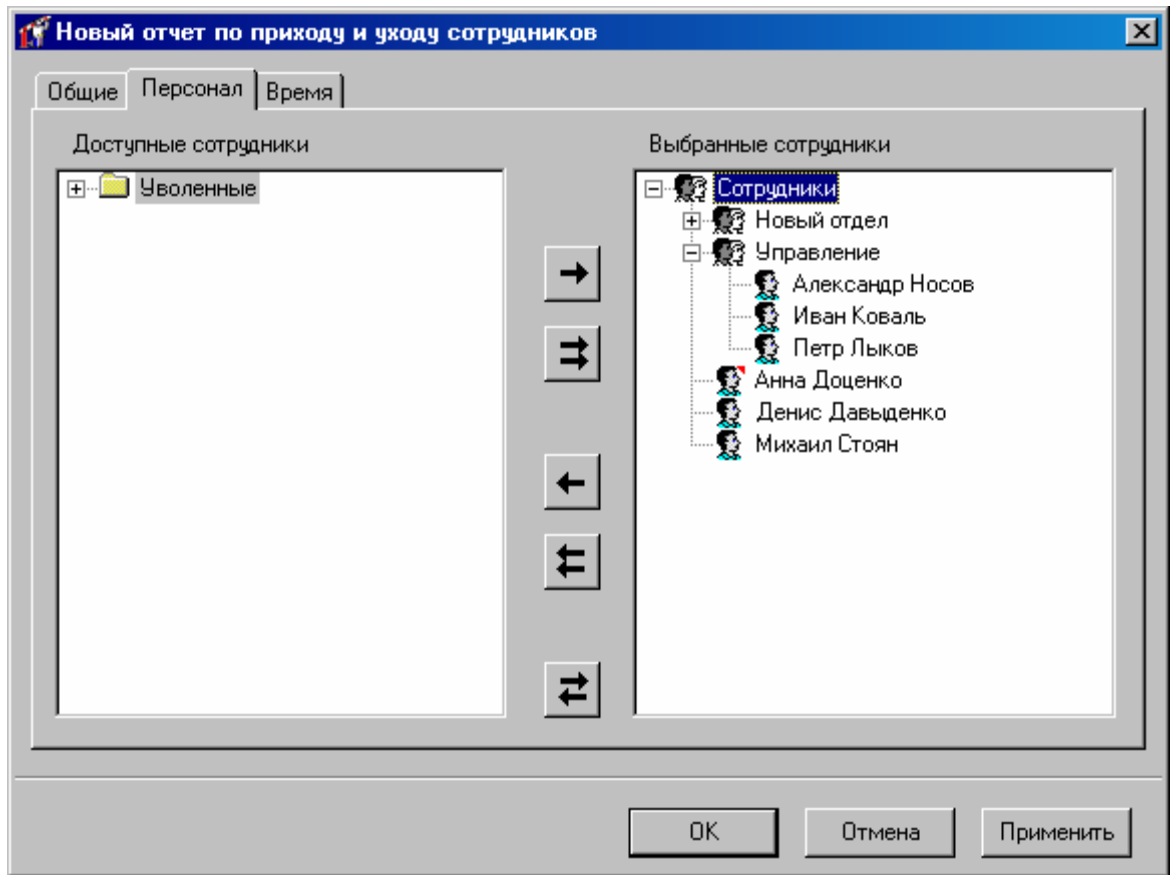 Новый отчет по приходу и уходу сотрудников
Общие Персонал Время
Доступные сотрудники
Уволенные
Выбранные сотрудники
Сотрудники
Новый отдел
Управление
Александр Носов
Иван Коваль
Петр Лыков
Анна Доценко
Денис Давыденко
Михаил Стоян
OK Отмена Применить